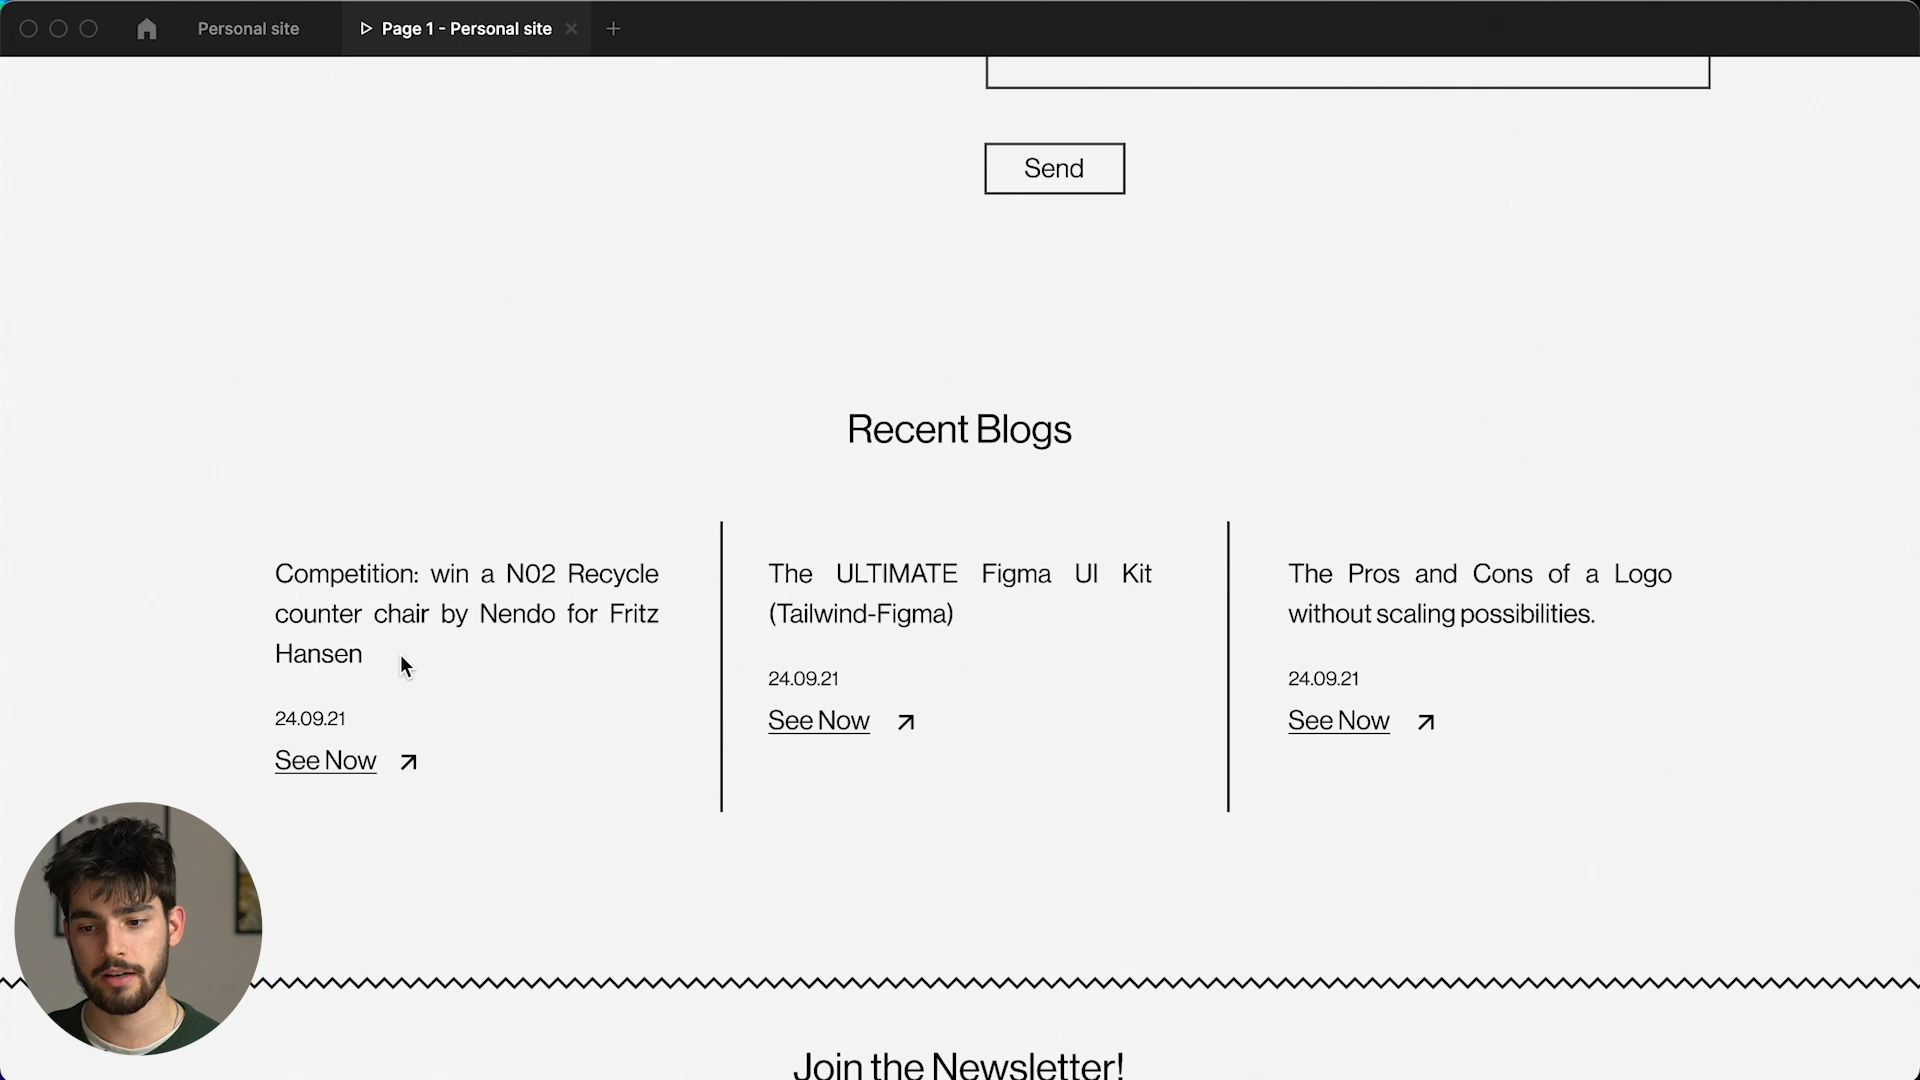 Personal site
Page 1 - Personal site
Send
Recent Blogs
Competition: win a N02 Recycle
counter chair by Nendo for Fritz
Hansen
24.09.21
See Now
The ULTIMATE Figma UI Kit
(Tailwind-Figma)
24.09.21
See Now
The Pros and Cons of a Logo
without scaling possibilities.
24.09.21
See Now
Join the Newsletter!